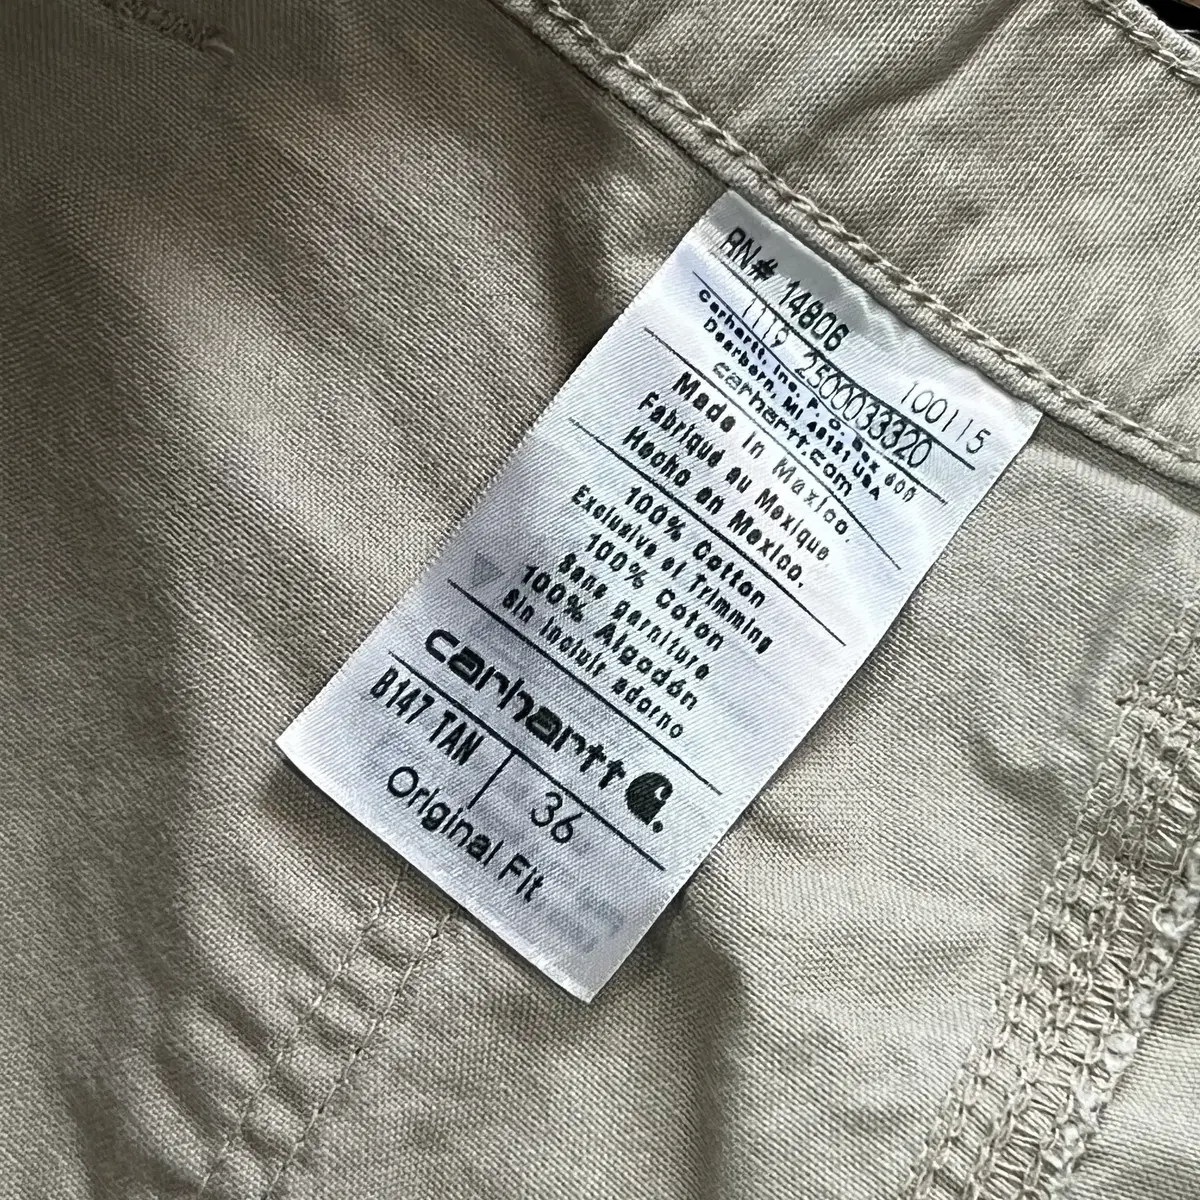 RN# 14806
100115
1119 2500033320
Carhartt, Inc. P. O. Box 600
Dearborn, MI 48121 USA
carhartt.com
Made in Mexico.
Fabriqué au Mexique.
Hecho en Mexico.
100% Cotton
Exclusive of Trimming
100% Coton
Sans garniture
100% Algodón
Sin incluir adorno
carhartt
B147 TAN 36
Original Fit